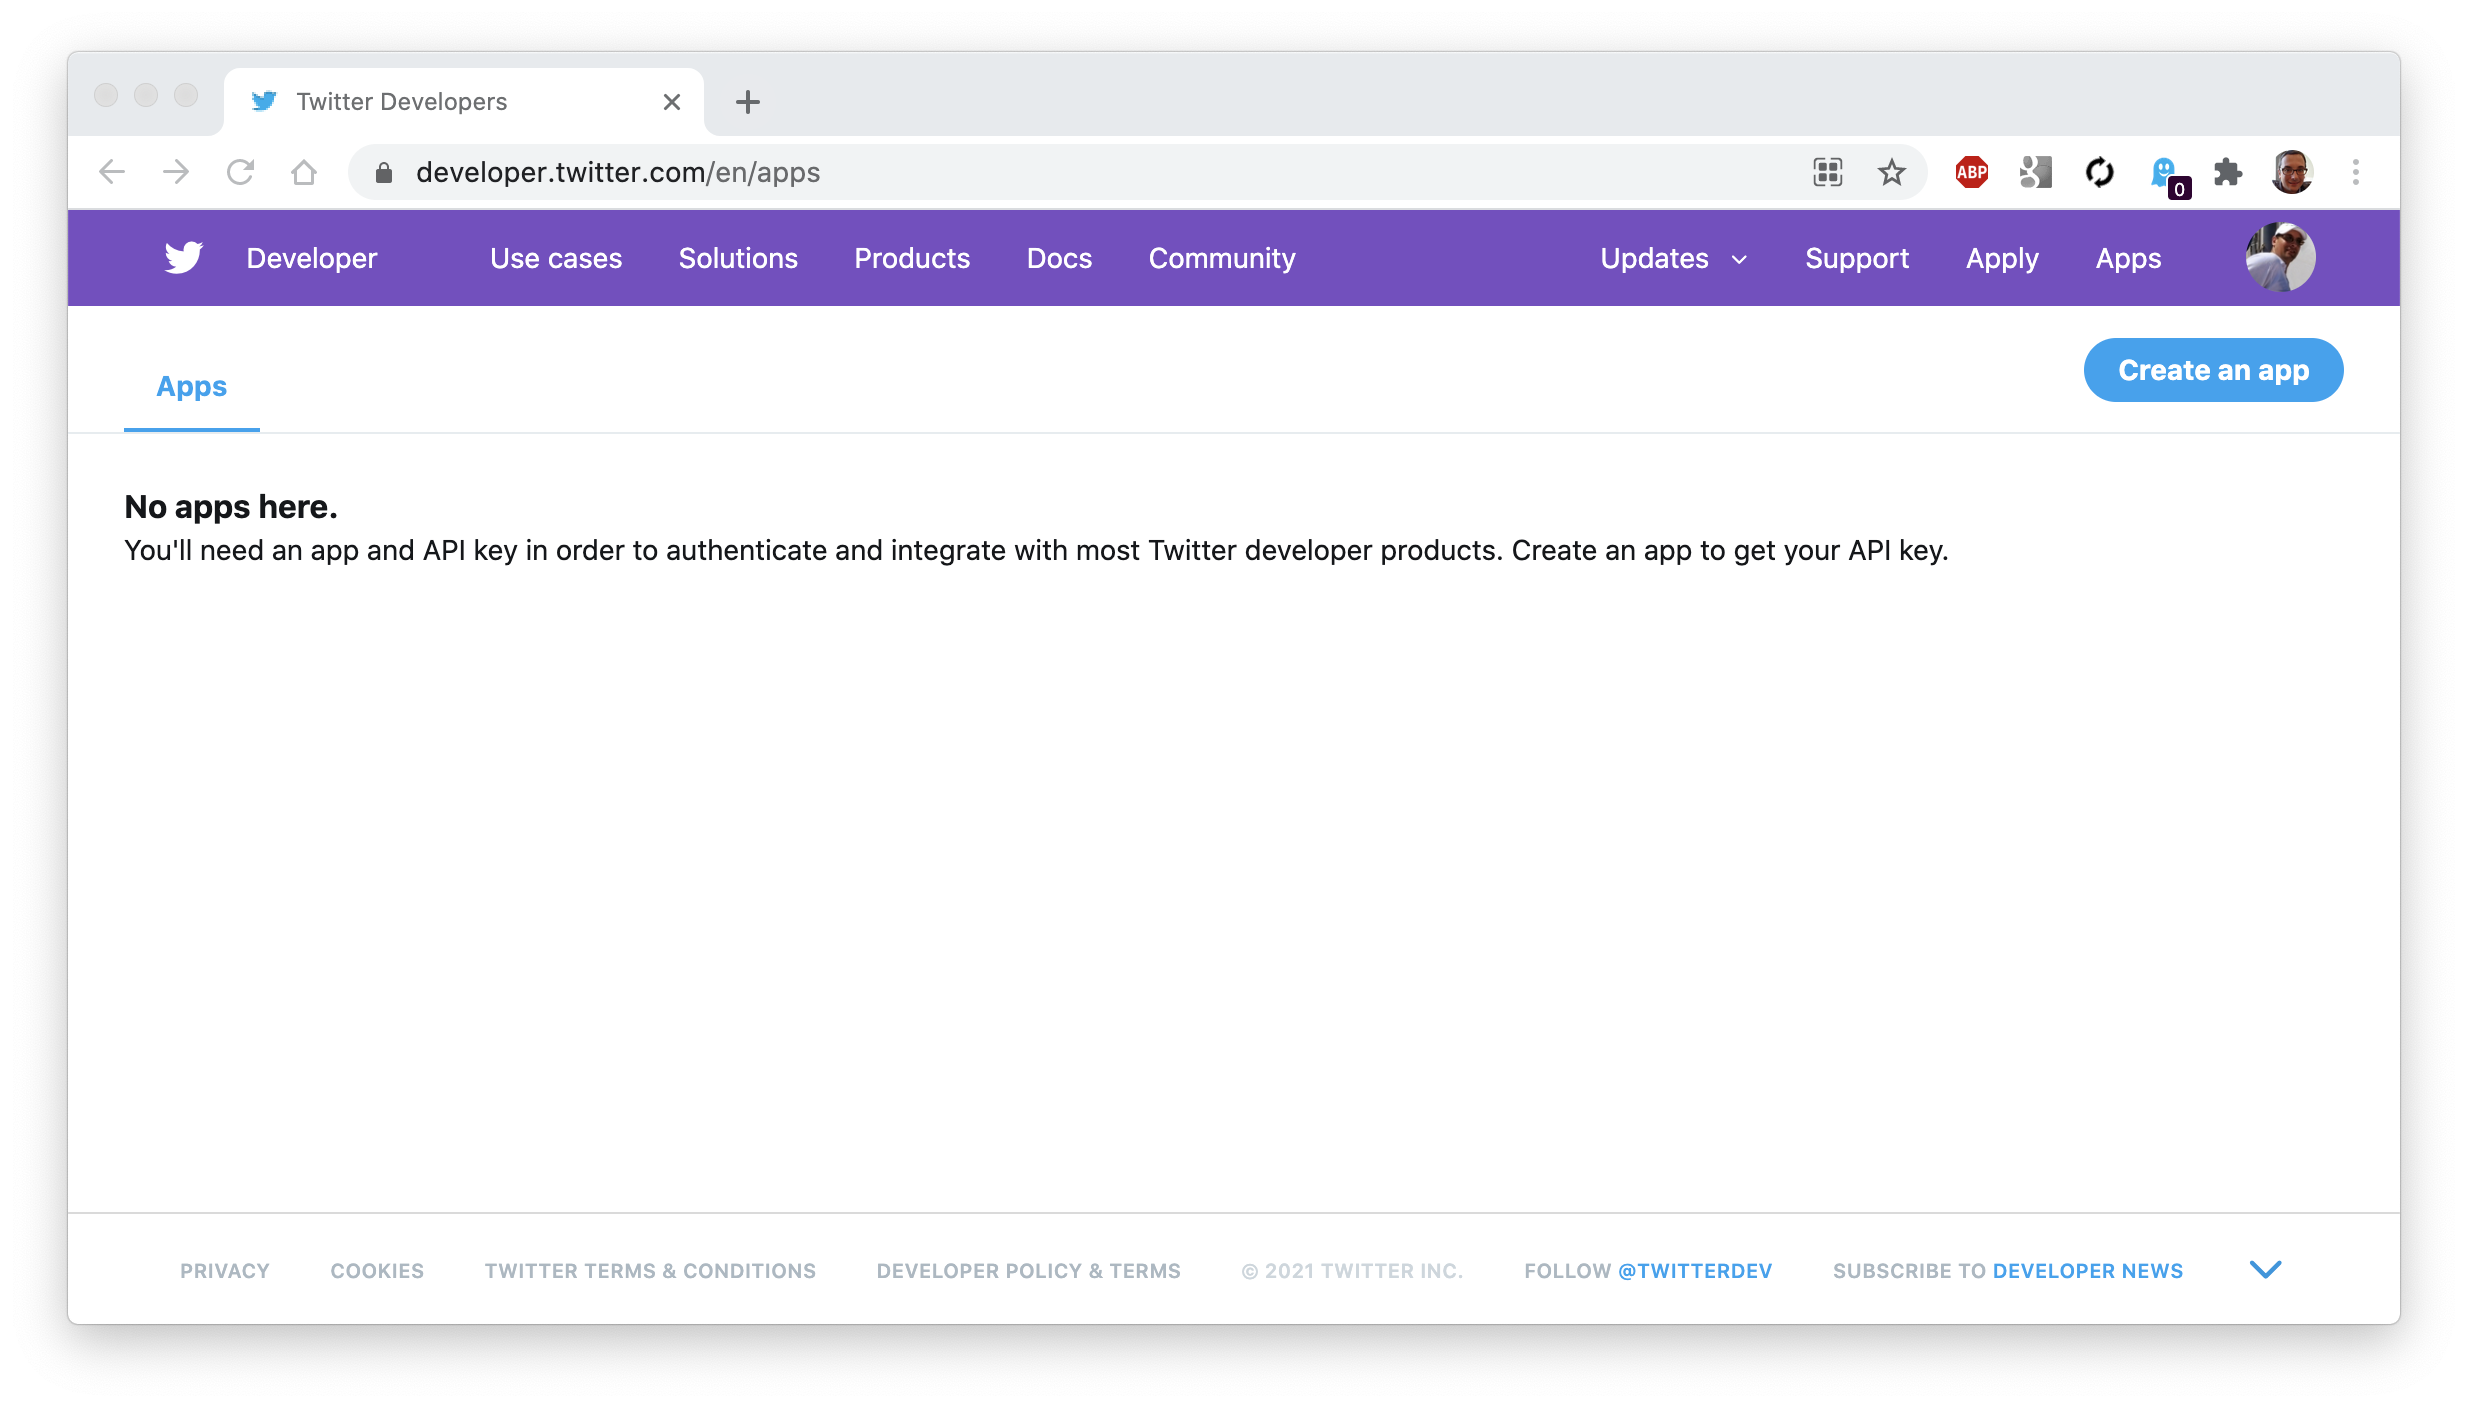 Twitter Developers
developer.twitter.com/en/apps
ABP
0
Developer Use cases Solutions Products Docs Community Updates Support Apply Apps
Apps
Create an app
No apps here.
You'll need an app and API key in order to authenticate and integrate with most Twitter developer products. Create an app to get your API key.
PRIVACY COOKIES TWITTER TERMS & CONDITIONS DEVELOPER POLICY & TERMS © 2021 TWITTER INC. FOLLOW @TWITTERDEV SUBSCRIBE TO DEVELOPER NEWS